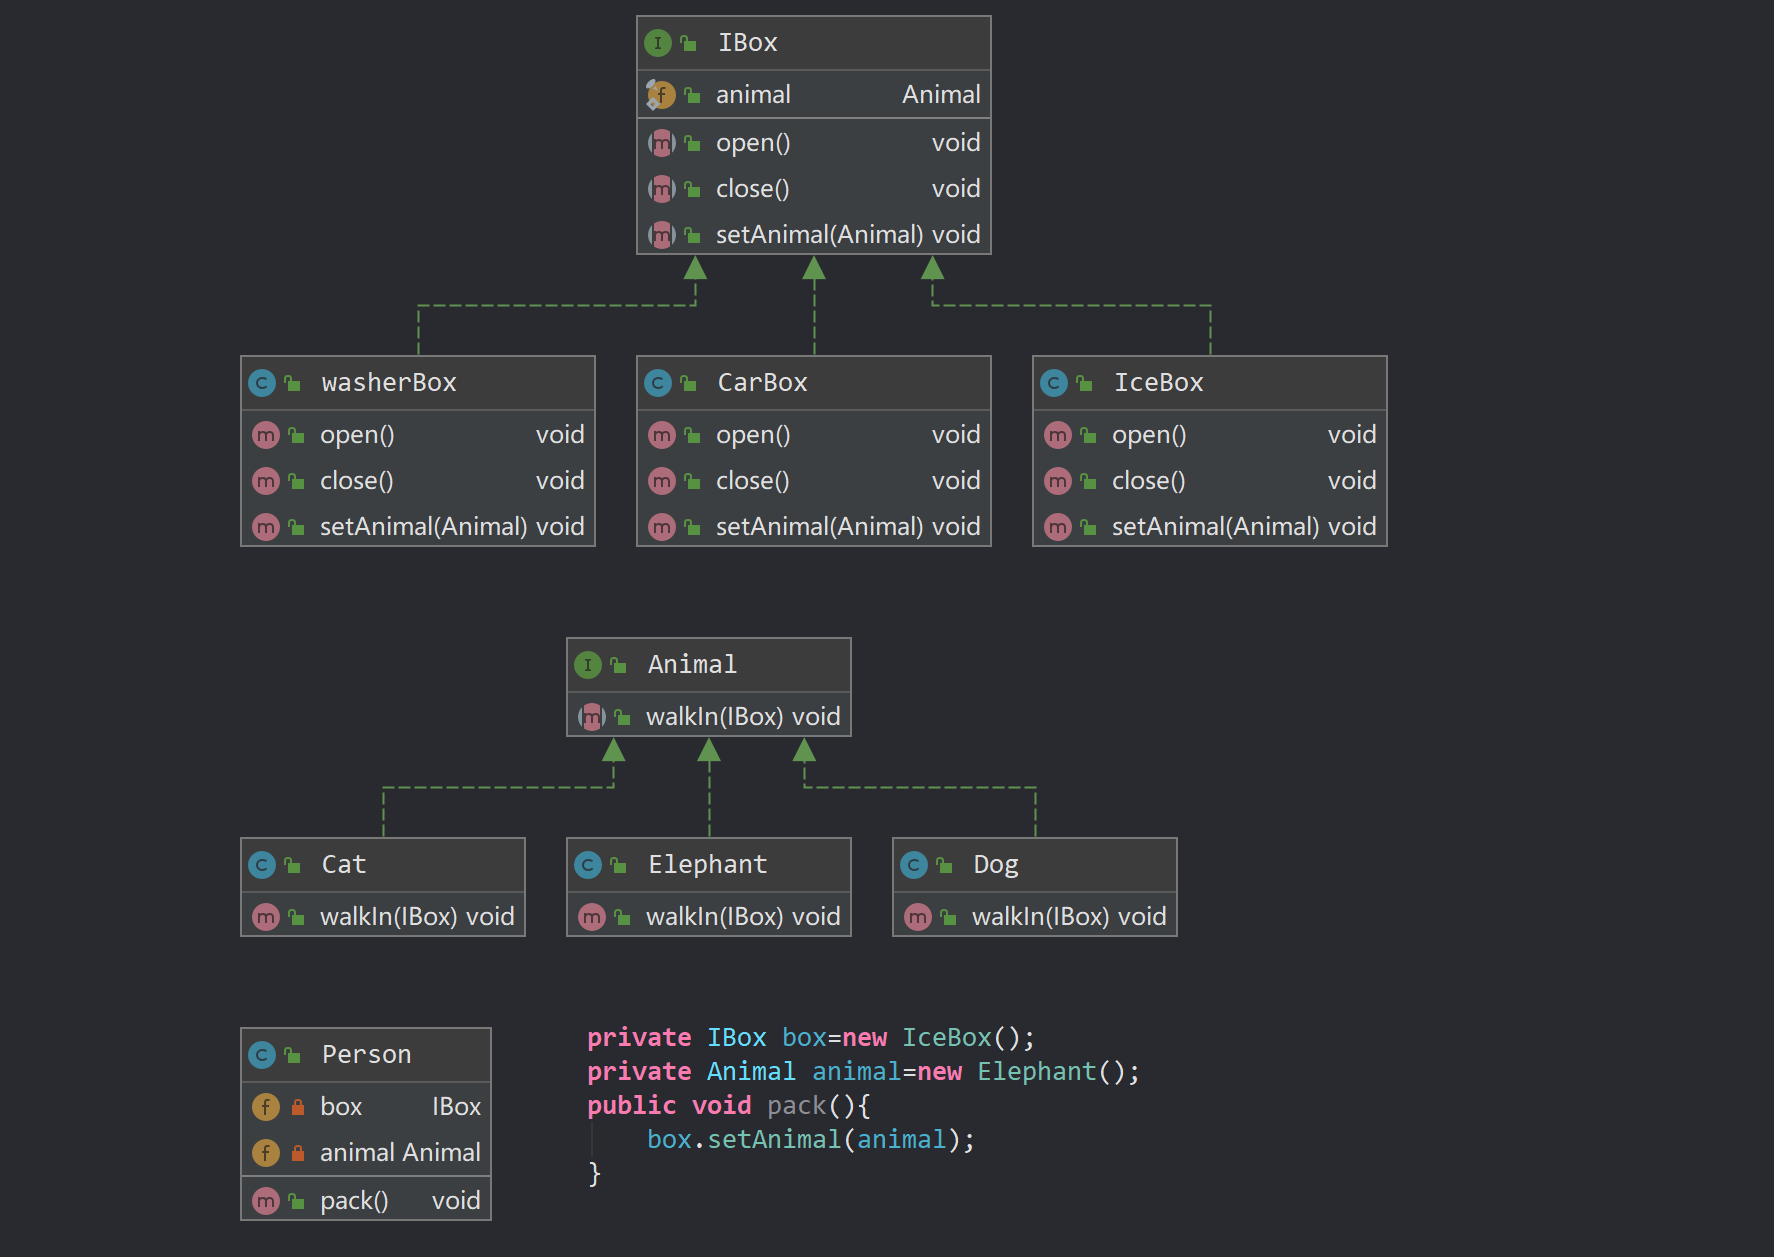 IBox
animal Animal
open() void
close() void
setAnimal(Animal) void
washerBox
open() void
close() void
setAnimal(Animal) void
CarBox
open() void
close() void
setAnimal(Animal) void
IceBox
open() void
close() void
setAnimal(Animal) void
Animal
walkIn(IBox) void
Cat
walkIn(IBox) void
Elephant
walkIn(IBox) void
Dog
walkIn(IBox) void
Person
box IBox
animal Animal
pack() void
private IBox box=new IceBox();
private Animal animal=new Elephant();
public void pack(){
box.setAnimal(animal);
}